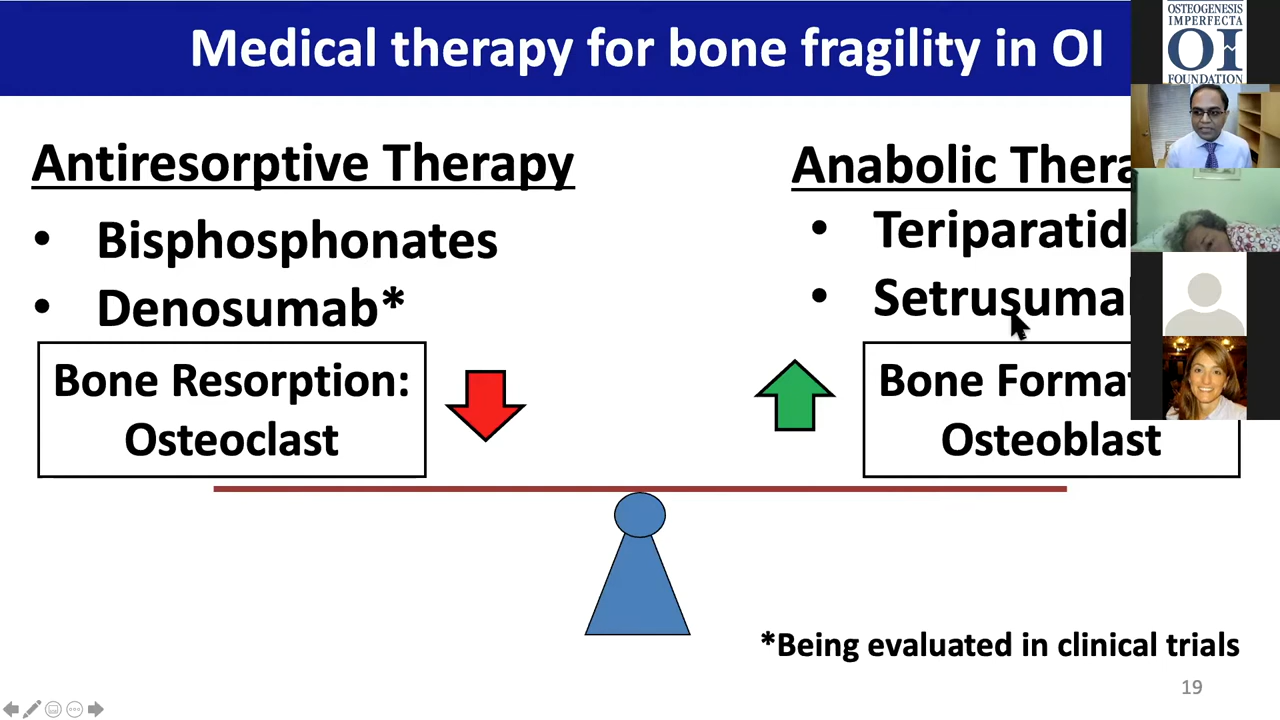 Medical therapy for bone fragility in OI
OSTEOGENESIS
IMPERFECTA
OI
FOUNDATION
Antiresorptive Therapy
• Bisphosphonates
• Denosumab*
Bone Resorption:
Osteoclast
Anabolic Thera
• Teriparatid
• Setrusuma
Bone Forma
Osteoblast
*Being evaluated in clinical trials
19